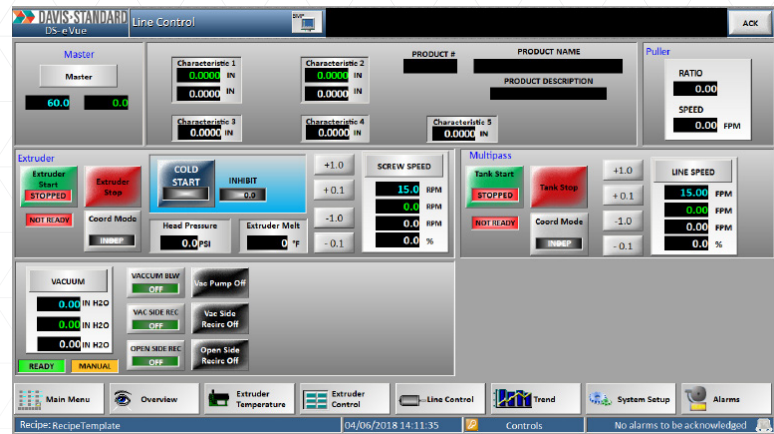 DAVIS-STANDARD
DS-eVue
Line Control
ACK
Master
Master
60.0 0.0
Characteristic 1
0.0000 IN
0.0000 IN
Characteristic 2
0.0000 IN
0.0000 IN
Characteristic 3
0.0000 IN
Characteristic 4
0.0000 IN
Characteristic 5
0.0000 IN
PRODUCT #
PRODUCT NAME
PRODUCT DESCRIPTION
Puller
RATIO
0.00
SPEED
0.00 FPM
Extruder
Extruder
Start
STOPPED
NOT READY
Extruder
Stop
Coord Mode
INDEP
COLD
START
INHIBIT
0.0
Head Pressure
0.0 PSI
Extruder Melt
0 °F
+1.0
+0.1
-1.0
-0.1
SCREW SPEED
15.0 RPM
0.0 RPM
0.0 RPM
0.0 %
Multipass
Tank Start
STOPPED
NOT READY
Tank Stop
Coord Mode
INDEP
+1.0
+0.1
-1.0
-0.1
LINE SPEED
15.00 FPM
0.00 FPM
0.00 FPM
0.0 %
VACUUM
0.00 IN H2O
0.00 IN H2O
0.00 IN H2O
READY MANUAL
VACCUM BLW
OFF
VAC SIDE REC
OFF
OPEN SIDE REC
OFF
Vac Pump Off
Vac Side
Recirc Off
Open Side
Recirc Off
Main Menu
Overview
Extruder
Temperature
Extruder
Control
Line Control
Trend
System Setup
Alarms
Recipe: RecipeTemplate
04/06/2018 14:11:35
Controls
No alarms to be acknowledged